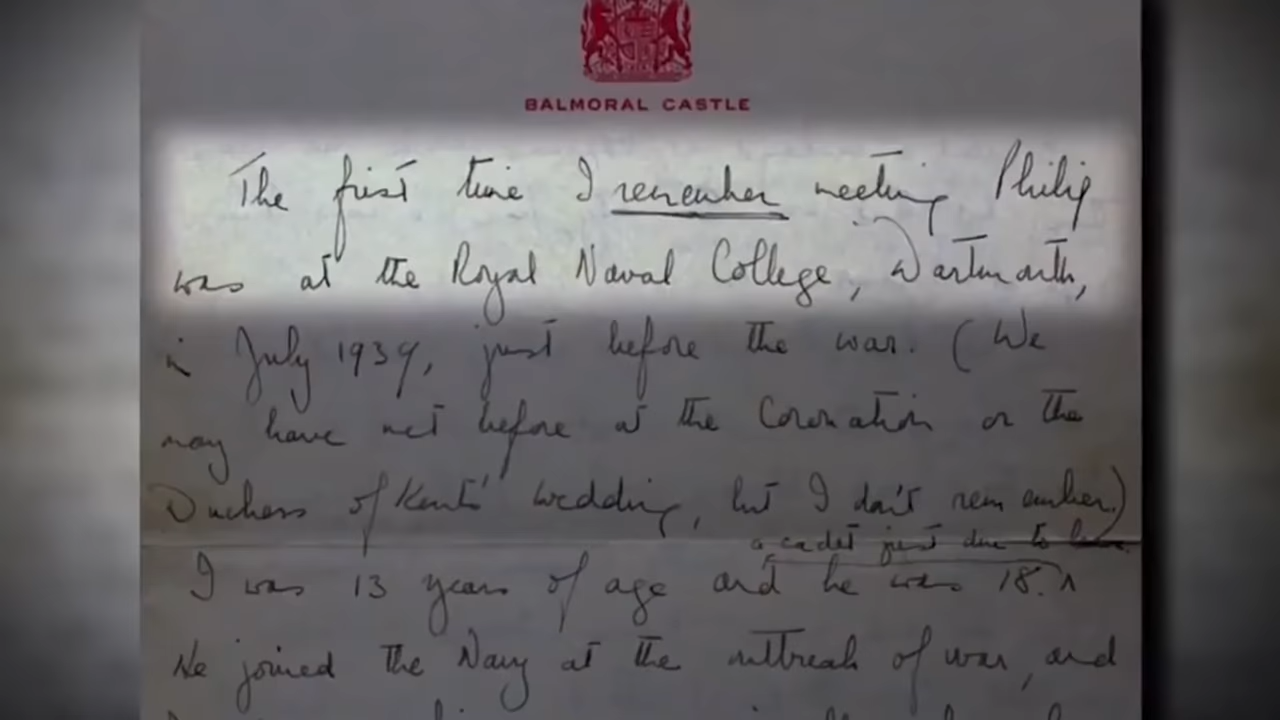 BALMORAL CASTLE
The first time I remember meeting Philip
was at the Royal Naval College, Dartmouth,
in July 1939, just before the war. (We
may have met before at the Coronation or the
Duchess of Kent's wedding, but I don't remember.)
a cadet just due to leave.
I was 13 years of age and he was 18. ^
He joined the Navy at the outbreak of war, and